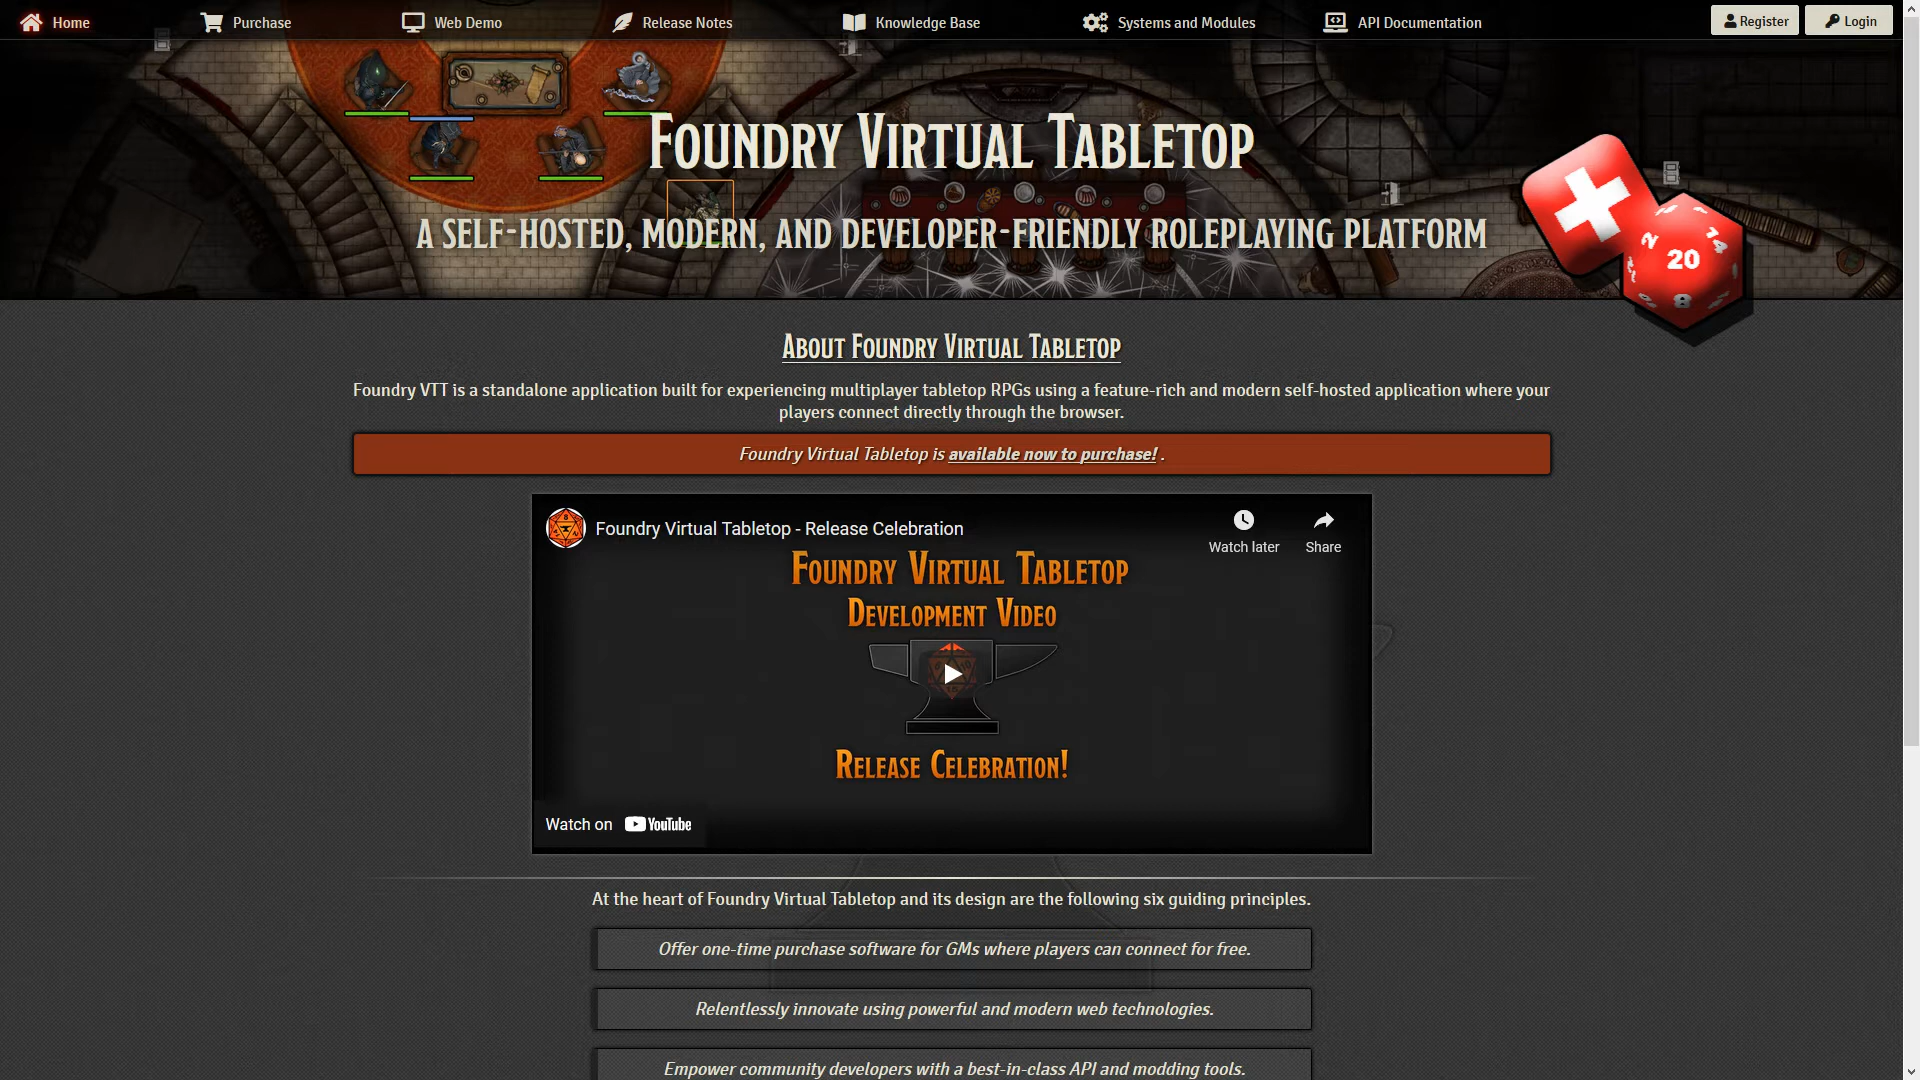 Home
Purchase
Web Demo
Release Notes
Knowledge Base
Systems and Modules
API Documentation
Register
Login
Foundry Virtual Tabletop
A SELF-HOSTED, MODERN, AND DEVELOPER-FRIENDLY ROLEPLAYING PLATFORM
2
14
20
8
About Foundry Virtual Tabletop
Foundry VTT is a standalone application built for experiencing multiplayer tabletop RPGs using a feature-rich and modern self-hosted application where your
players connect directly through the browser.
Foundry Virtual Tabletop is available now to purchase! .
Foundry Virtual Tabletop - Release Celebration
Watch later
Share
Foundry Virtual Tabletop
Development Video
Release Celebration!
Watch on YouTube
At the heart of Foundry Virtual Tabletop and its design are the following six guiding principles.
Offer one-time purchase software for GMs where players can connect for free.
Relentlessly innovate using powerful and modern web technologies.
Empower community developers with a best-in-class API and modding tools.